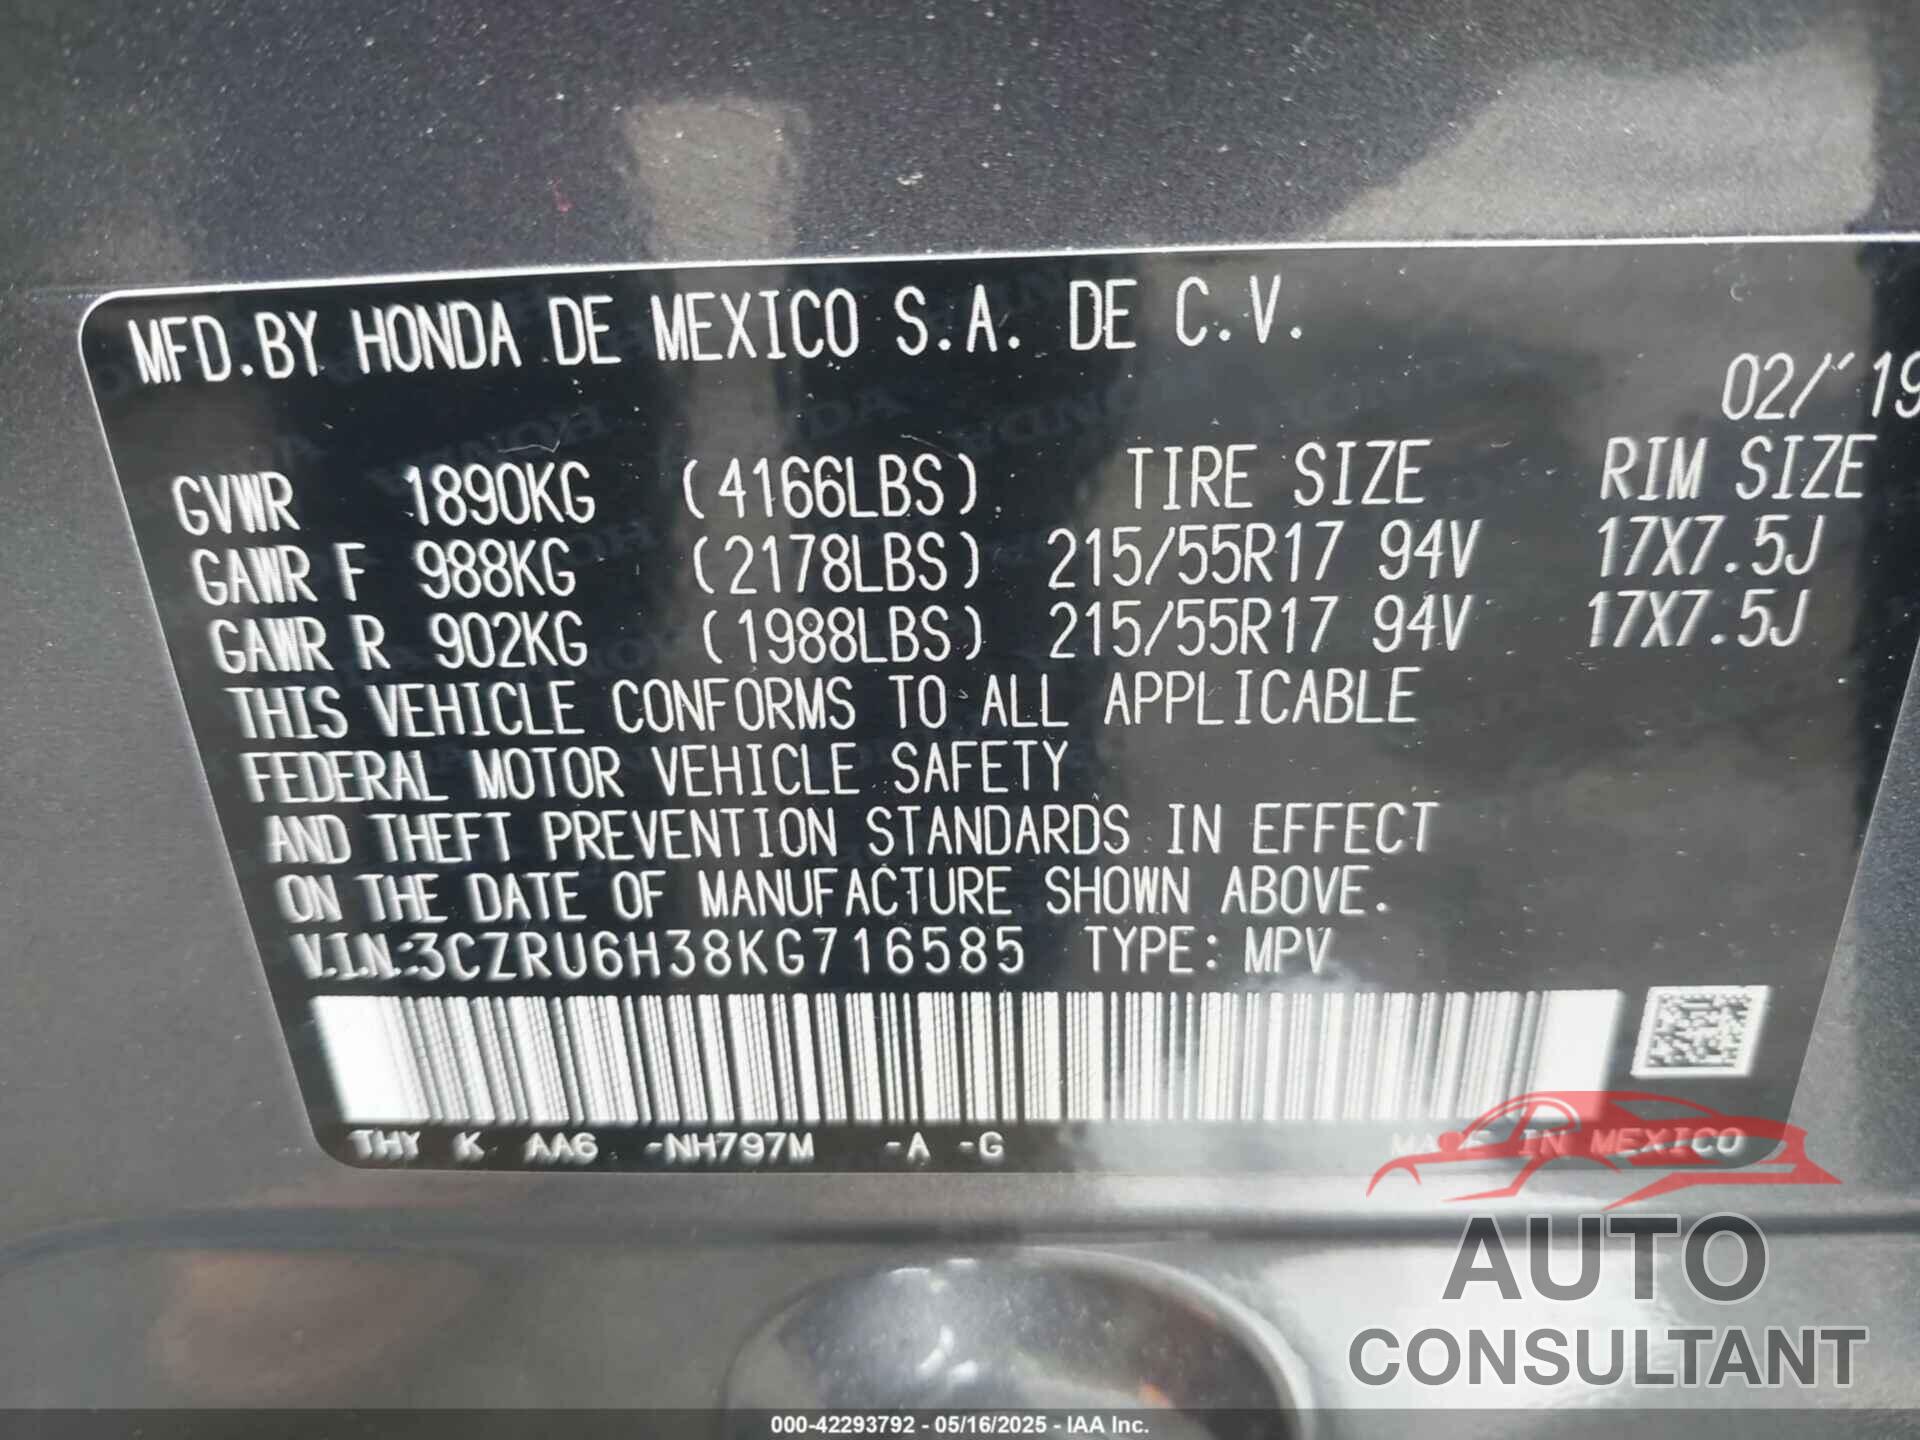 MFD.BY HONDA DE MEXICO S.A. DE C.V.
02/ 19
GVWR 1890KG (4166LBS) TIRE SIZE RIM SIZE
GAWR F 988KG (2178LBS) 215/55R17 94V 17X7.5J
GAWR R 902KG (1988LBS) 215/55R17 94V 17X7.5J
THIS VEHICLE CONFORMS TO ALL APPLICABLE
FEDERAL MOTOR VEHICLE SAFETY
AND THEFT PREVENTION STANDARDS IN EFFECT
ON THE DATE OF MANUFACTURE SHOWN ABOVE.
V.I.N:3CZRU6H38KG716585 TYPE: MPV
THY K AA6 -NH797M -A -G MADE IN MEXICO
AUTO
CONSULTANT
000-42293792 - 05/16/2025 - IAA Inc.